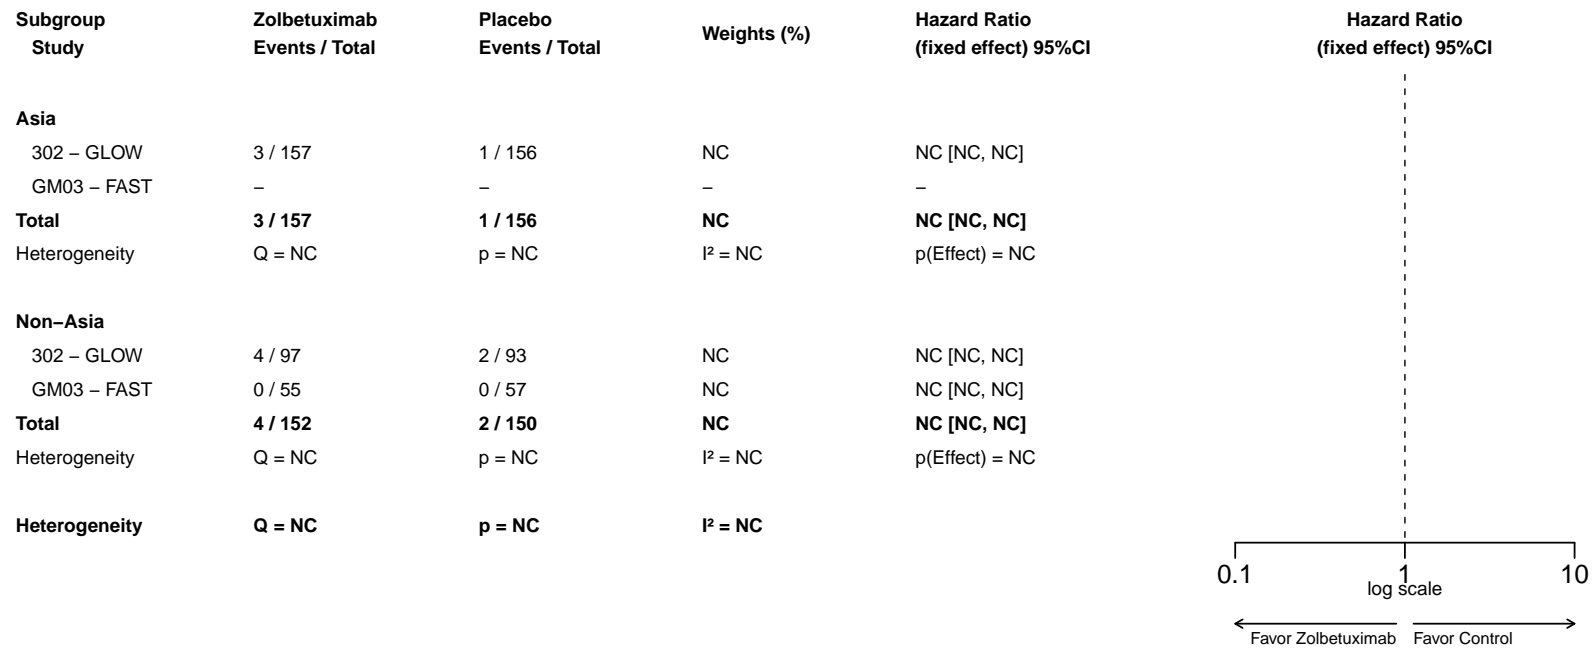 Subgroup Zolbetuximab Placebo Weights (%) Hazard Ratio Hazard Ratio
Study Events / Total Events / Total (fixed effect) 95%CI (fixed effect) 95%CI
Asia
302 − GLOW 3 / 157 1 / 156 NC NC [NC, NC]
GM03 − FAST − − − −
Total 3 / 157 1 / 156 NC NC [NC, NC]
Heterogeneity Q = NC p = NC I² = NC p(Effect) = NC
Non−Asia
302 − GLOW 4 / 97 2 / 93 NC NC [NC, NC]
GM03 − FAST 0 / 55 0 / 57 NC NC [NC, NC]
Total 4 / 152 2 / 150 NC NC [NC, NC]
Heterogeneity Q = NC p = NC I² = NC p(Effect) = NC
Heterogeneity Q = NC p = NC I² = NC
0.1 1 10
log scale
Favor Zolbetuximab Favor Control